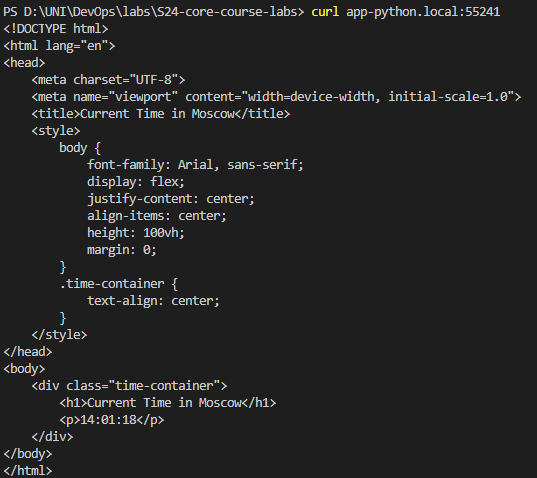 PS D:\UNI\DevOps\labs\S24-core-course-labs> curl app-python.local:55241
<!DOCTYPE html>
<html lang="en">
<head>
    <meta charset="UTF-8">
    <meta name="viewport" content="width=device-width, initial-scale=1.0">
    <title>Current Time in Moscow</title>
    <style>
        body {
            font-family: Arial, sans-serif;
            display: flex;
            justify-content: center;
            align-items: center;
            height: 100vh;
            margin: 0;
        }
        .time-container {
            text-align: center;
        }
    </style>
</head>
<body>
    <div class="time-container">
        <h1>Current Time in Moscow</h1>
        <p>14:01:18</p>
    </div>
</body>
</html>